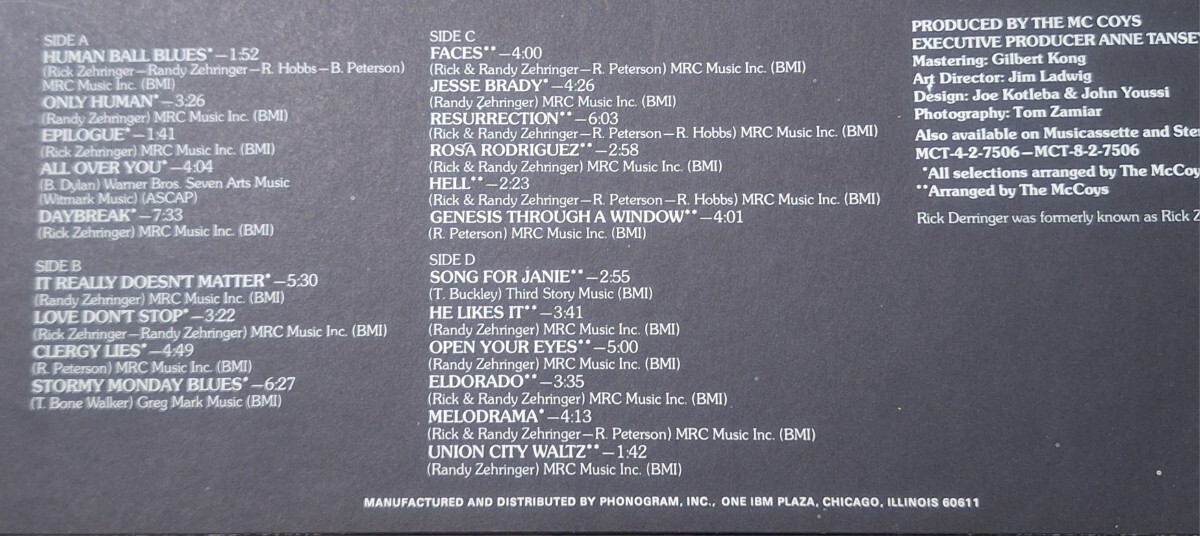 SIDE A
HUMAN BALL BLUES*—1:52
(Rick Zehringer—Randy Zehringer—R. Hobbs—B. Peterson)
MRC Music Inc. (BMI)
ONLY HUMAN*—3:26
(Randy Zehringer) MRC Music Inc. (BMI)
EPILOGUE*—1:41
(Rick Zehringer) MRC Music Inc. (BMI)
ALL OVER YOU*—4:04
(B. Dylan) Warner Bros. Seven Arts Music
(Witmark Music) (ASCAP)
DAYBREAK*—7:33
(Rick Zehringer) MRC Music Inc. (BMI)
SIDE B
IT REALLY DOESN'T MATTER*—5:30
(Randy Zehringer) MRC Music Inc. (BMI)
LOVE DON'T STOP*—3:22
(Rick Zehringer—Randy Zehringer) MRC Music Inc. (BMI)
CLERGY LIES*—4:49
(R. Peterson) MRC Music Inc. (BMI)
STORMY MONDAY BLUES*—6:27
(T. Bone Walker) Greg Mark Music (BMI)
SIDE C
FACES**—4:00
(Rick & Randy Zehringer—R. Peterson) MRC Music Inc. (BMI)
JESSE BRADY*—4:26
(Randy Zehringer) MRC Music Inc. (BMI)
RESURRECTION**—6:03
(Rick & Randy Zehringer—R. Peterson—R. Hobbs) MRC Music Inc. (BMI)
ROSA RODRIGUEZ**—2:58
(Rick & Randy Zehringer) MRC Music Inc. (BMI)
HELL**—2:23
(Rick & Randy Zehringer—R. Peterson—R. Hobbs) MRC Music Inc. (BMI)
GENESIS THROUGH A WINDOW**—4:01
(R. Peterson) MRC Music Inc. (BMI)
SIDE D
SONG FOR JANIE**—2:55
(T. Buckley) Third Story Music (BMI)
HE LIKES IT**—3:41
(Randy Zehringer) MRC Music Inc. (BMI)
OPEN YOUR EYES**—5:00
(Randy Zehringer) MRC Music Inc. (BMI)
ELDORADO**—3:35
(Rick & Randy Zehringer) MRC Music Inc. (BMI)
MELODRAMA*—4:13
(Rick & Randy Zehringer—R. Peterson) MRC Music Inc. (BMI)
UNION CITY WALTZ**—1:42
(Randy Zehringer) MRC Music Inc. (BMI)
PRODUCED BY THE MC COYS
EXECUTIVE PRODUCER ANNE TANSEY
Mastering: Gilbert Kong
Art Director: Jim Ladwig
Design: Joe Kotleba & John Youssi
Photography: Tom Zamiar
Also available on Musicassette and Ste
MCT-4-2-7506—MCT-8-2-7506
*All selections arranged by The McCoy
**Arranged by The McCoys
Rick Derringer was formerly known as Rick Z
MANUFACTURED AND DISTRIBUTED BY PHONOGRAM, INC., ONE IBM PLAZA, CHICAGO, ILLINOIS 60611